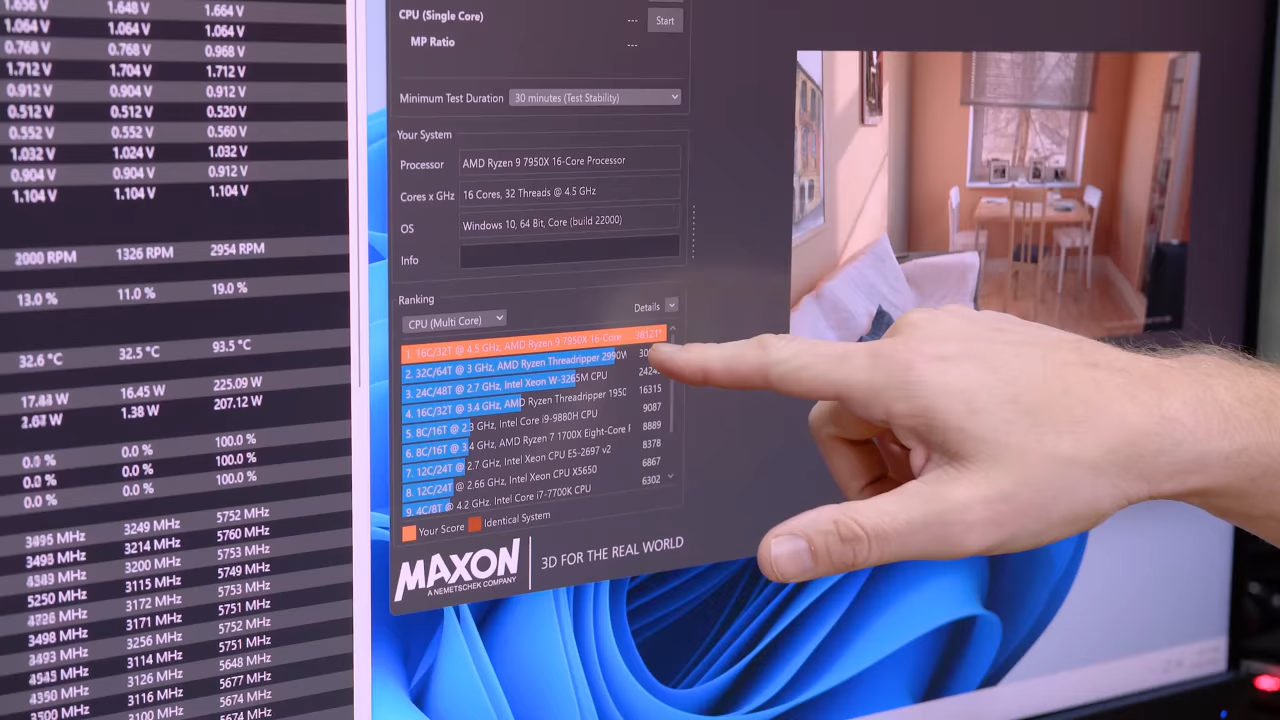 1.656 V 1.648 V 1.664 V
1.064 V 1.064 V 1.064 V
0.768 V 0.768 V 0.968 V
1.712 V 1.704 V 1.712 V
0.912 V 0.904 V 0.912 V
0.512 V 0.512 V 0.520 V
0.552 V 0.552 V 0.560 V
1.032 V 1.024 V 1.032 V
0.904 V 0.904 V 0.912 V
1.104 V 1.104 V 1.104 V
2000 RPM 1326 RPM 2954 RPM
13.0 % 11.0 % 19.0 %
32.6 °C 32.5 °C 93.5 °C
16.45 W 225.09 W
1.38 W 207.12 W
0.0 % 0.0 % 100.0 %
0.0 % 0.0 % 100.0 %
0.0 % 0.0 % 100.0 %
3495 MHz 3249 MHz 5752 MHz
3214 MHz 5760 MHz
3200 MHz 5753 MHz
5250 MHz 3115 MHz 5749 MHz
3172 MHz 5753 MHz
3498 MHz 3171 MHz 5751 MHz
3493 MHz 3256 MHz 5752 MHz
3114 MHz 5751 MHz
4350 MHz 3126 MHz 5648 MHz
3500 MHz 3116 MHz 5677 MHz
3100 MHz 5674 MHz
CPU (Single Core) --- Start
MP Ratio ---
Minimum Test Duration 30 minutes (Test Stability)
Your System
Processor AMD Ryzen 9 7950X 16-Core Processor
Cores x GHz 16 Cores, 32 Threads @ 4.5 GHz
OS Windows 10, 64 Bit, Core (build 22000)
Info
Ranking Details
CPU (Multi Core)
1. 16C/32T @ 4.5 GHz, AMD Ryzen 9 7950X 16-Core 38121*
2. 32C/64T @ 3 GHz, AMD Ryzen Threadripper 2990W
3. 24C/48T @ 2.7 GHz, Intel Xeon W-3265M CPU
4. 16C/32T @ 3.4 GHz, AMD Ryzen Threadripper 195 16315
5. 8C/16T @ 2.3 GHz, Intel Core i9-9880H CPU 9087
6. 8C/16T @ 3.4 GHz, AMD Ryzen 7 1700X Eight-Core 8889
7. 12C/24T @ 2.7 GHz, Intel Xeon CPU E5-2697 v2 8378
8. 12C/24T @ 2.66 GHz, Intel Xeon CPU X5650 6867
9. 4C/8T @ 4.2 GHz, Intel Core i7-7700K CPU 6302
Your Score Identical System
MAXON
A NEMETSCHEK COMPANY
3D FOR THE REAL WORLD